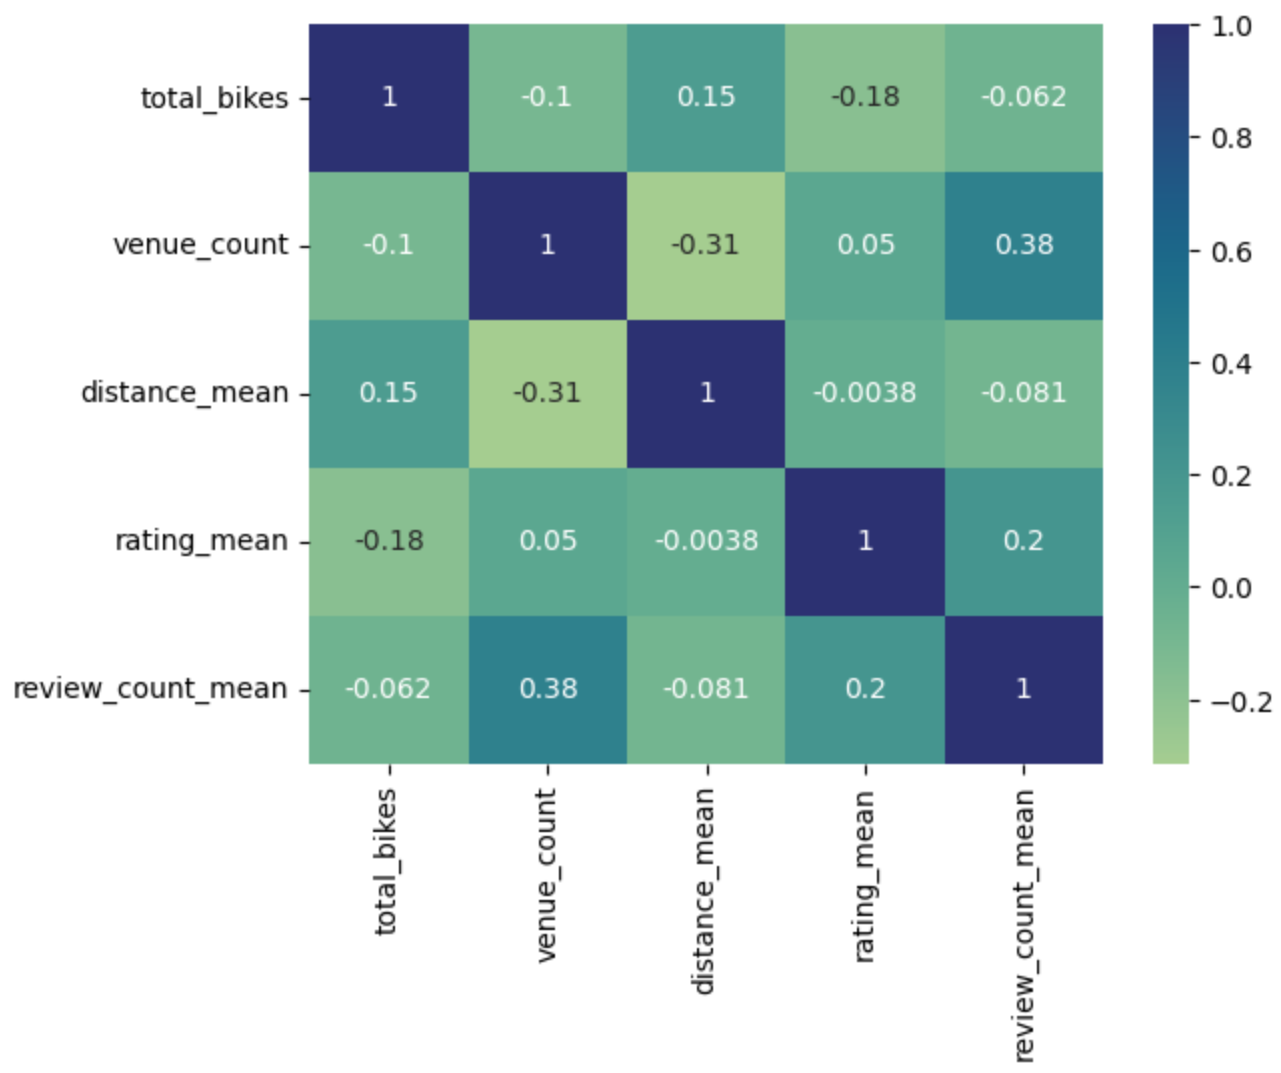 total_bikes 1 -0.1 0.15 -0.18 -0.062
venue_count -0.1 1 -0.31 0.05 0.38
distance_mean 0.15 -0.31 1 -0.0038 -0.081
rating_mean -0.18 0.05 -0.0038 1 0.2
review_count_mean -0.062 0.38 -0.081 0.2 1
total_bikes
venue_count
distance_mean
rating_mean
review_count_mean
1.0
0.8
0.6
0.4
0.2
0.0
−0.2